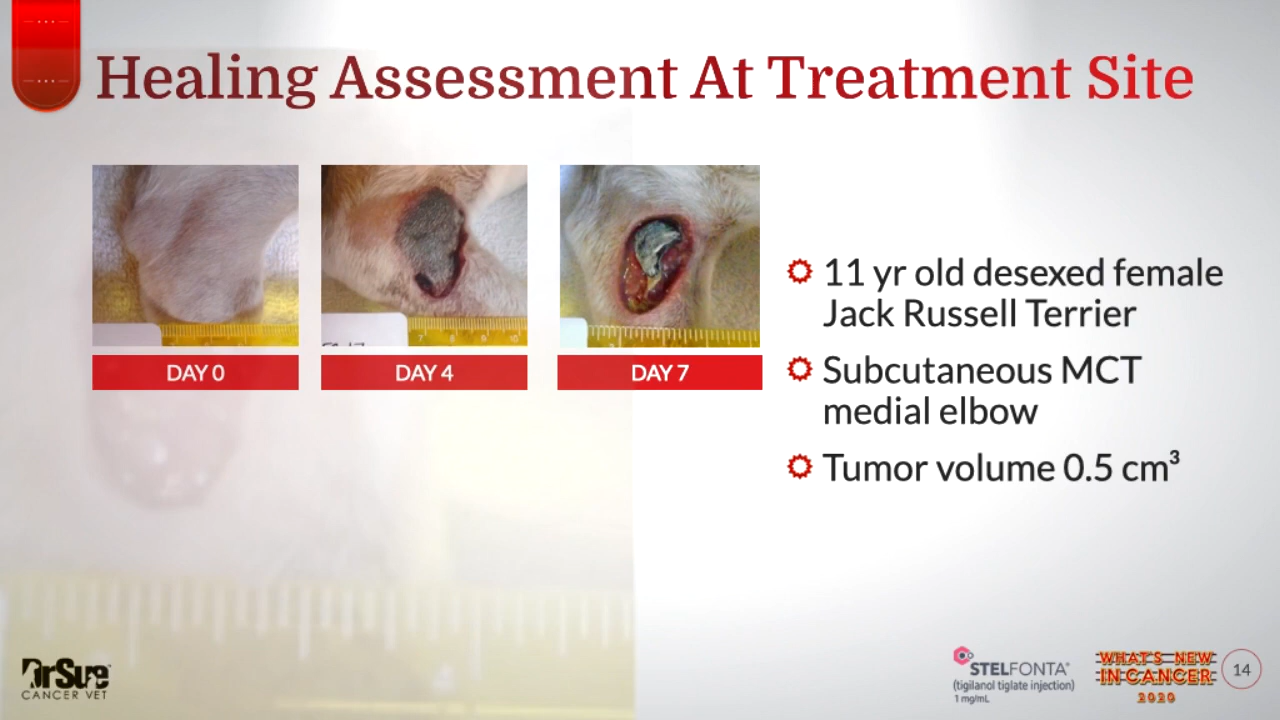 Healing Assessment At Treatment Site
DAY 0
DAY 4
DAY 7
11 yr old desexed female
Jack Russell Terrier
Subcutaneous MCT
medial elbow
Tumor volume 0.5 cm³
DrSue™
CANCER VET
STELFONTA®
(tigilanol tiglate injection)
1 mg/mL
WHAT'S NEW
IN CANCER
2020
14